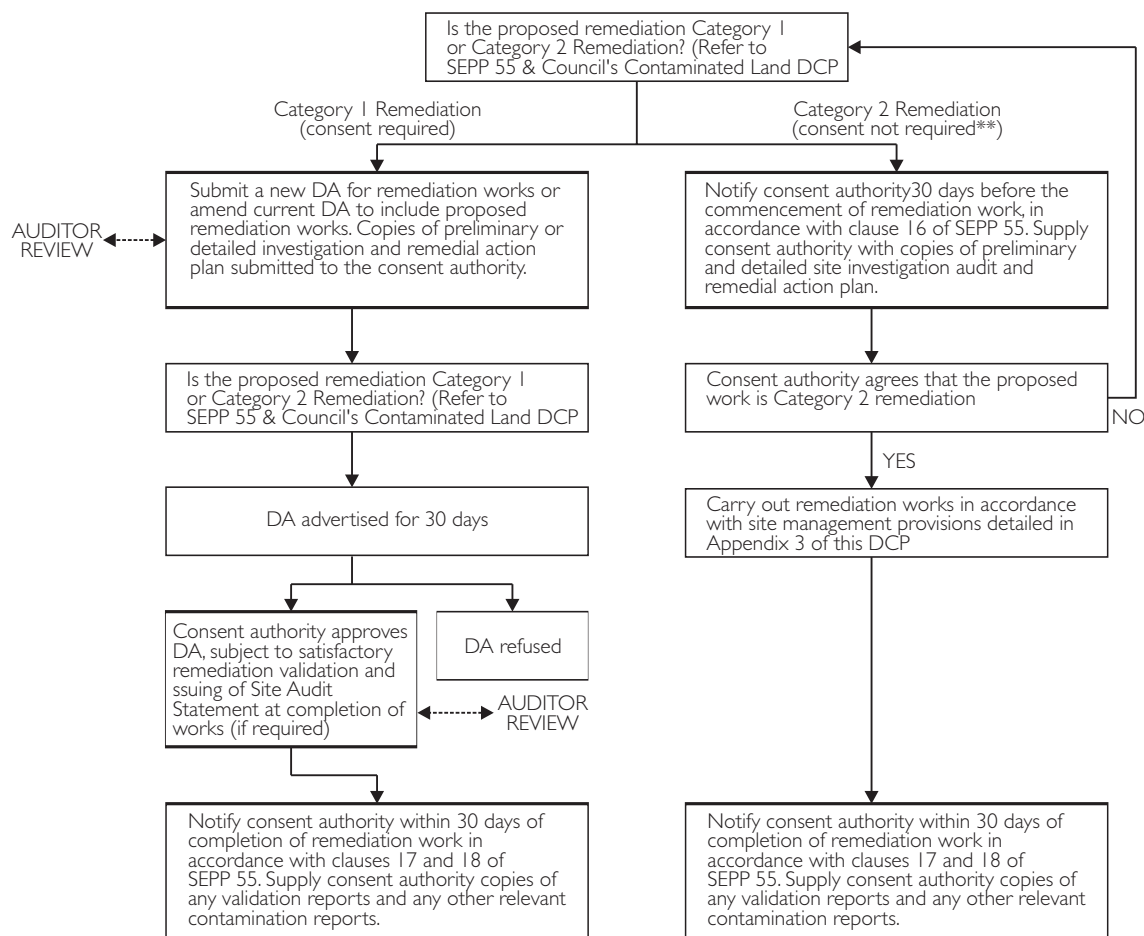 Is the proposed remediation Category 1
or Category 2 Remediation? (Refer to
SEPP 55 & Council's Contaminated Land DCP
Category 1 Remediation
(consent required)
Category 2 Remediation
(consent not required**)
Submit a new DA for remediation works or
amend current DA to include proposed
remediation works. Copies of preliminary or
detailed investigation and remedial action
plan submitted to the consent authority.
AUDITOR
REVIEW
Notify consent authority30 days before the
commencement of remediation work, in
accordance with clause 16 of SEPP 55. Supply
consent authority with copies of preliminary
and detailed site investigation audit and
remedial action plan.
Is the proposed remediation Category 1
or Category 2 Remediation? (Refer to
SEPP 55 & Council's Contaminated Land DCP
Consent authority agrees that the proposed
work is Category 2 remediation
NO
YES
DA advertised for 30 days
Carry out remediation works in accordance
with site management provisions detailed in
Appendix 3 of this DCP
Consent authority approves
DA, subject to satisfactory
remediation validation and
ssuing of Site Audit
Statement at completion of
works (if required)
DA refused
AUDITOR
REVIEW
Notify consent authority within 30 days of
completion of remediation work in
accordance with clauses 17 and 18 of
SEPP 55. Supply consent authority copies of
any validation reports and any other relevant
contamination reports.
Notify consent authority within 30 days of
completion of remediation work in
accordance with clauses 17 and 18 of
SEPP 55. Supply consent authority copies of
any validation reports and any other relevant
contamination reports.